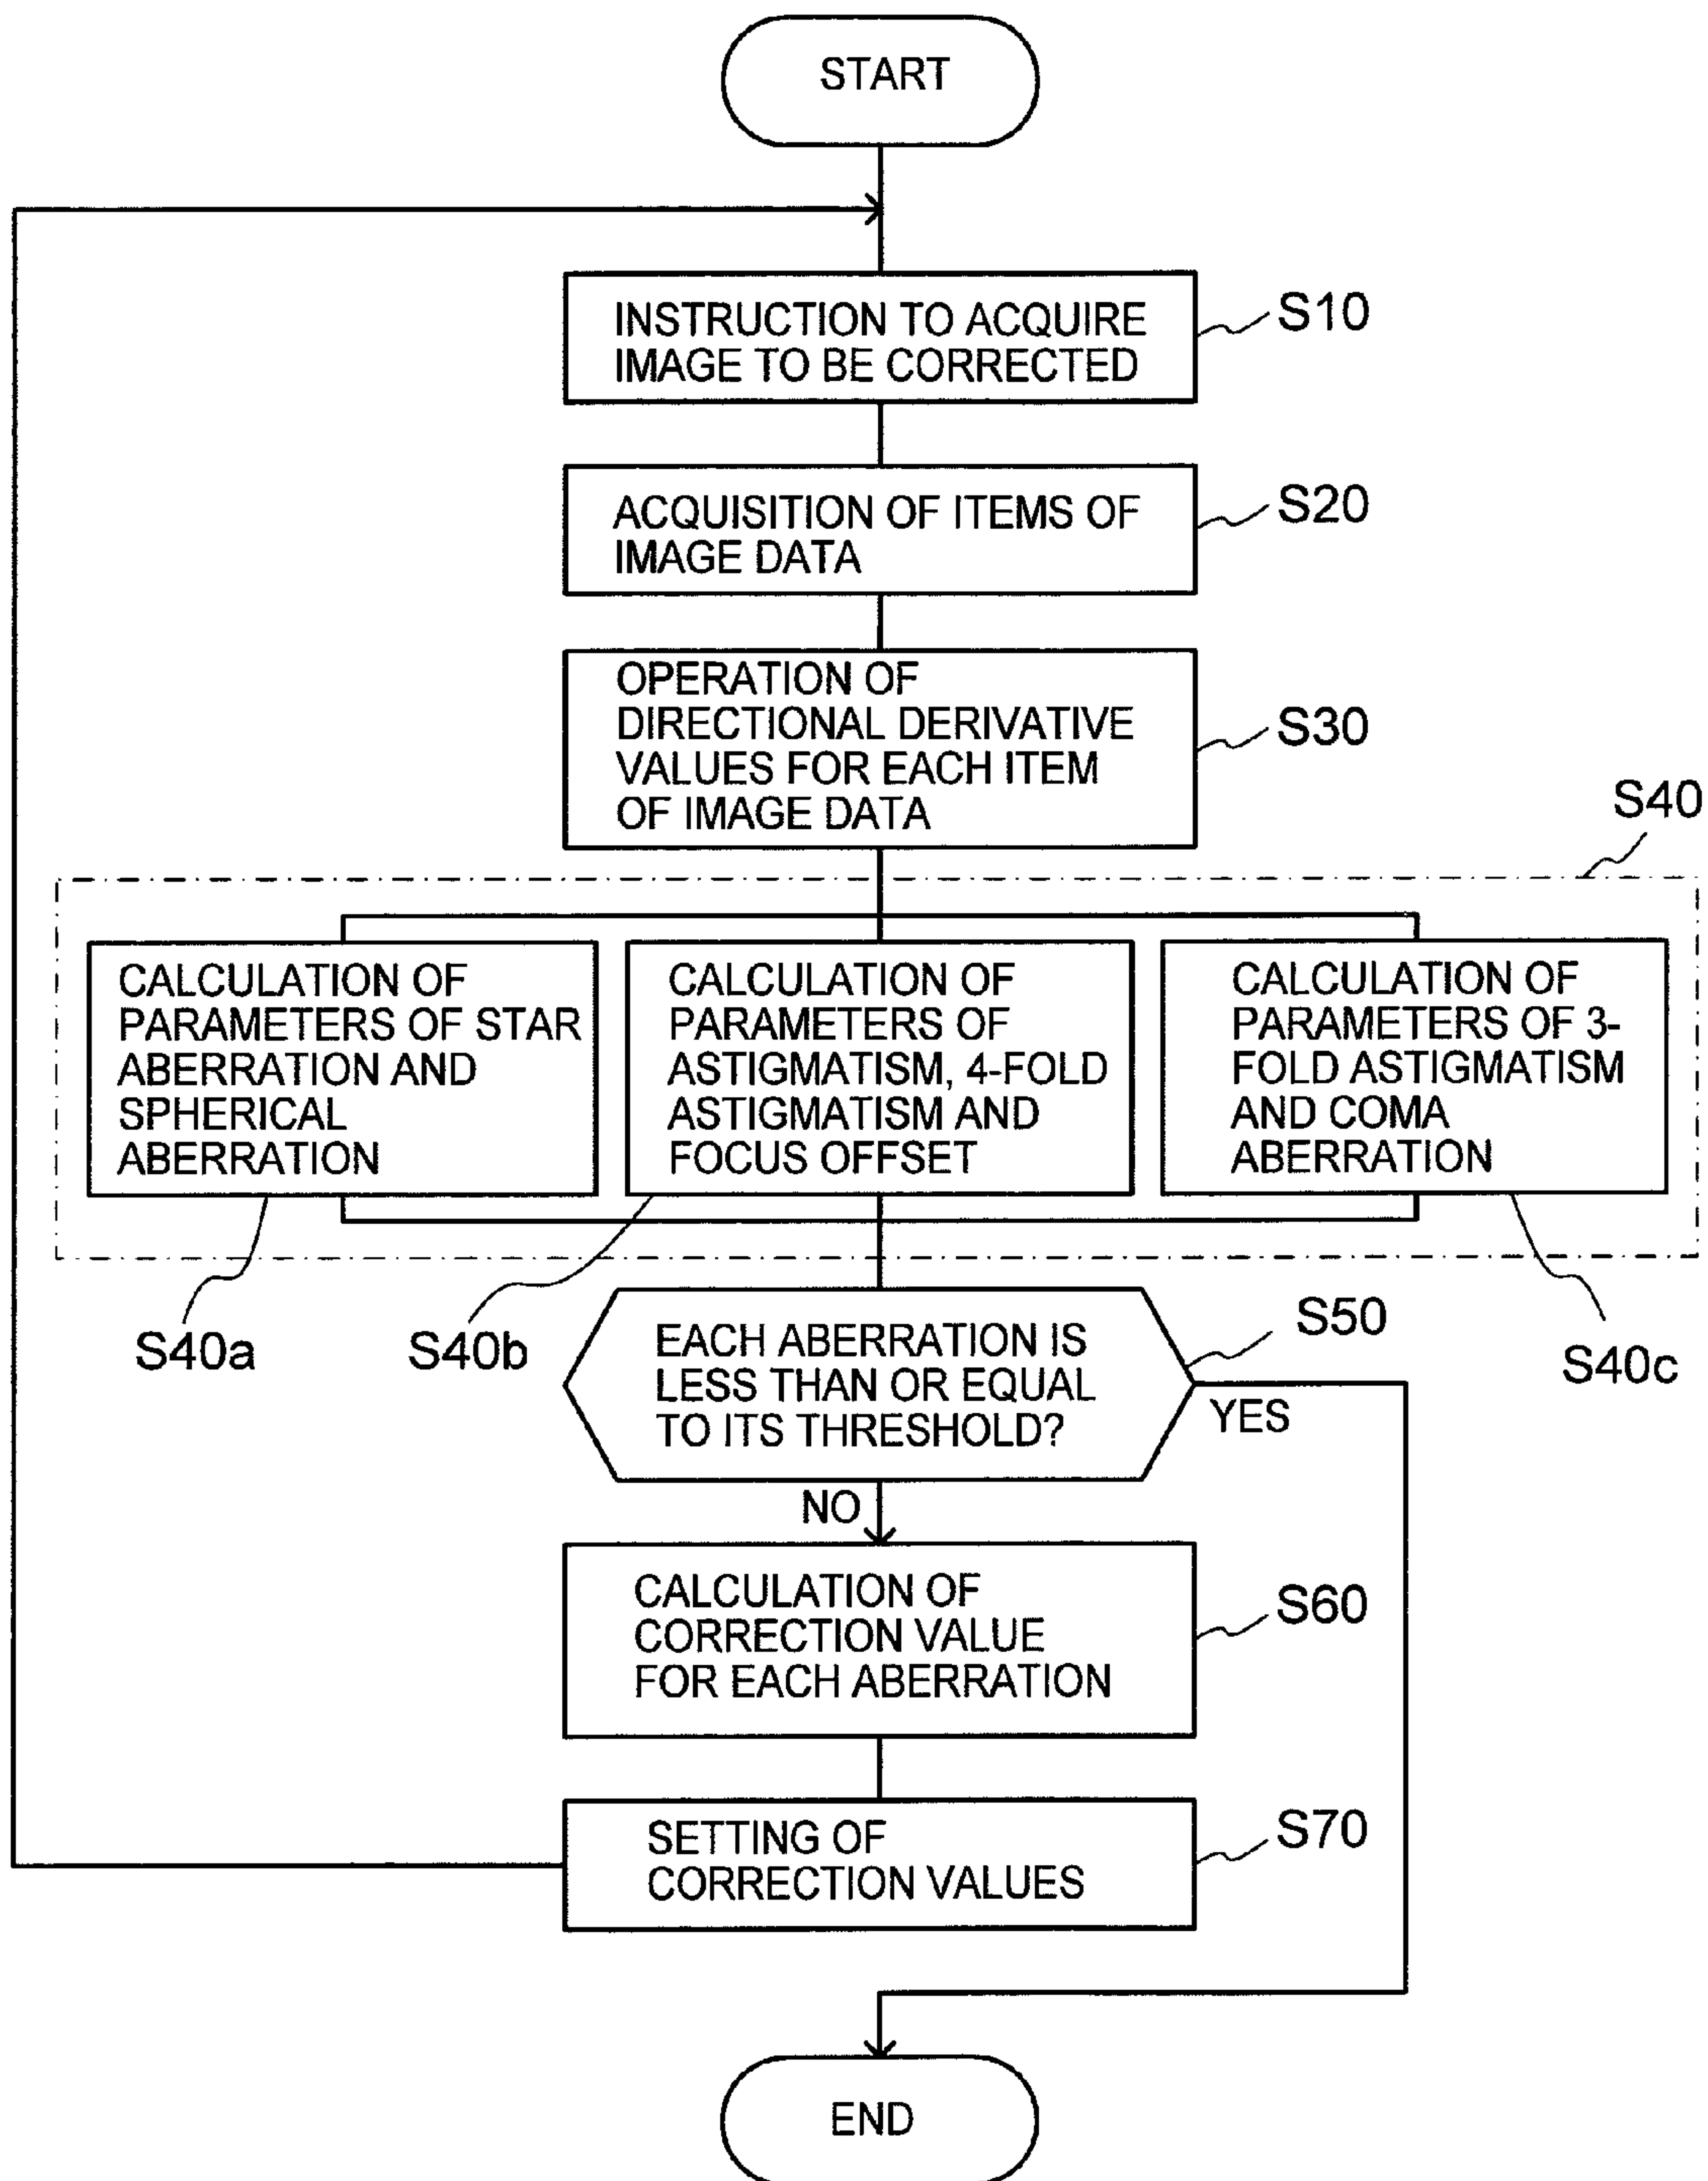 START
INSTRUCTION TO ACQUIRE
IMAGE TO BE CORRECTED
S10
ACQUISITION OF ITEMS OF
IMAGE DATA
S20
OPERATION OF
DIRECTIONAL DERIVATIVE
VALUES FOR EACH ITEM
OF IMAGE DATA
S30
S40
CALCULATION OF
PARAMETERS OF STAR
ABERRATION AND
SPHERICAL
ABERRATION
S40a
CALCULATION OF
PARAMETERS OF
ASTIGMATISM, 4-FOLD
ASTIGMATISM AND
FOCUS OFFSET
S40b
CALCULATION OF
PARAMETERS OF 3-
FOLD ASTIGMATISM
AND COMA
ABERRATION
S40c
EACH ABERRATION IS
LESS THAN OR EQUAL
TO ITS THRESHOLD?
S50
YES
NO
CALCULATION OF
CORRECTION VALUE
FOR EACH ABERRATION
S60
SETTING OF
CORRECTION VALUES
S70
END